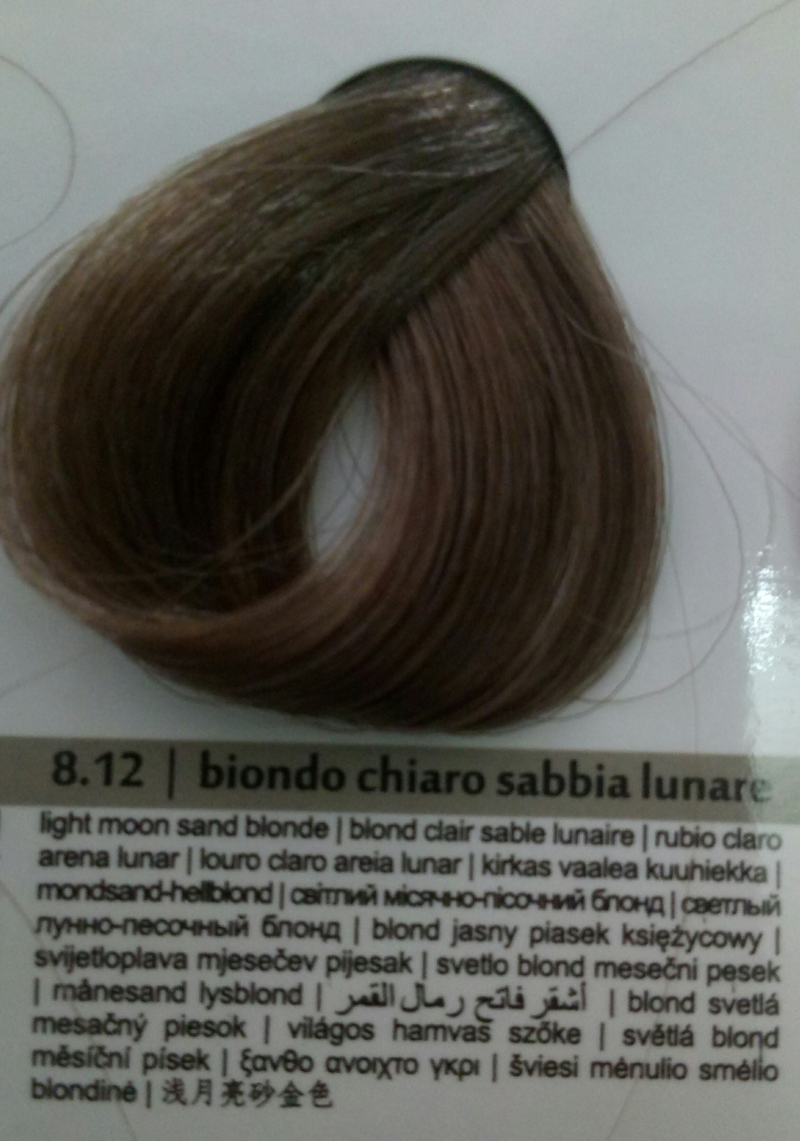 8.12 | biondo chiaro sabbia lunare
light moon sand blonde | blond clair sable lunaire | rubio claro
arena lunar | louro claro areia lunar | kirkas vaalea kuuhiekka |
mondsand-hellblond | світлий місячно-пісочний блонд | светлый
лунно-песочный блонд | blond jasny piasek księżycowy |
svijetloplava mjesečev pijesak | svetlo blond mesečni pesek
| månesand lysblond | أشقر فاتح رمال القمر | blond svetlá
mesačný piesok | világos hamvas szőke | světlá blond
měsíční písek | ξανθο ανοιχτο γκρι | šviesi mėnulio smėlio
blondinė | 浅月亮砂金色